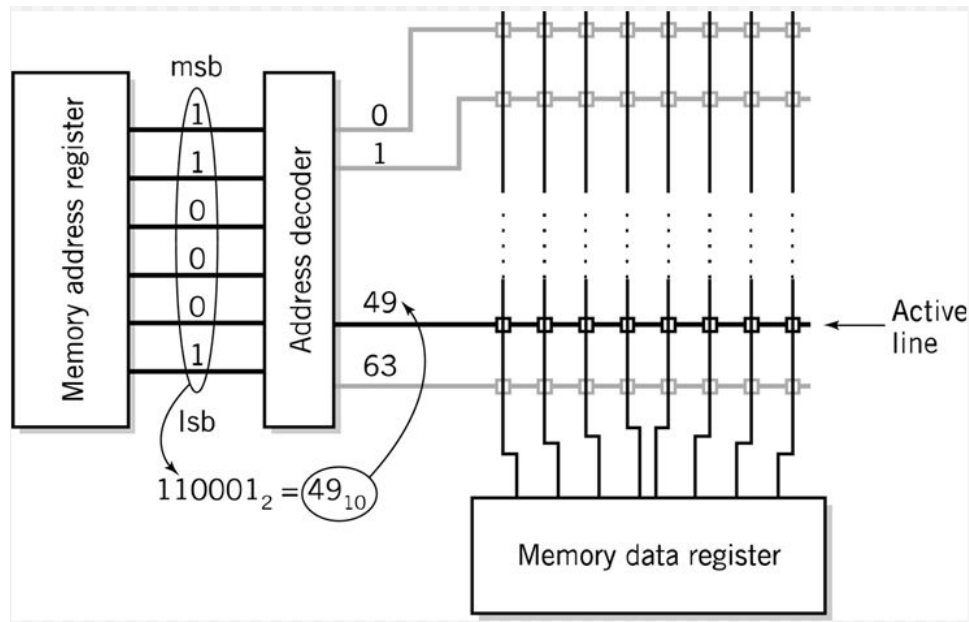 msb
1
1
0
0
0
1
lsb
Memory address register
Address decoder
0
1
49
63
Active
line
110001₂ = 49₁₀
Memory data register